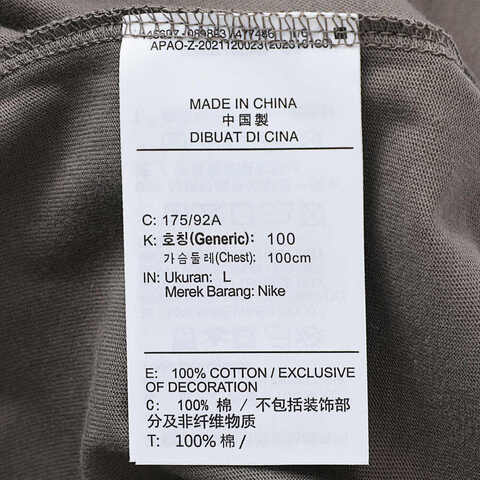 APAO-Z-2021120023
MADE IN CHINA
中国製
DIBUAT DI CINA
C: 175/92A
K: 호칭(Generic): 100
가슴둘레(Chest): 100cm
IN: Ukuran: L
Merek Barang: Nike
E: 100% COTTON / EXCLUSIVE
OF DECORATION
C: 100% 棉 / 不包括装饰部
分及非纤维物质
T: 100% 棉 /